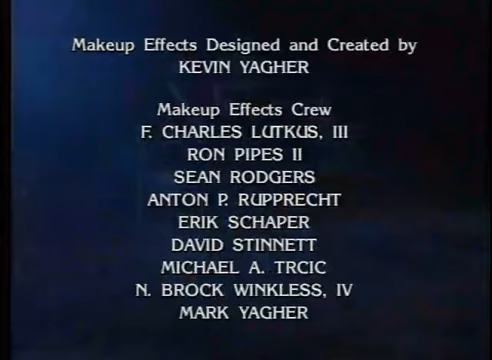 Makeup Effects Designed and Created by
KEVIN YAGHER
Makeup Effects Crew
F. CHARLES LUTKUS, III
RON PIPES II
SEAN RODGERS
ANTON P. RUPPRECHT
ERIK SCHAPER
DAVID STINNETT
MICHAEL A. TRCIC
N. BROCK WINKLESS, IV
MARK YAGHER